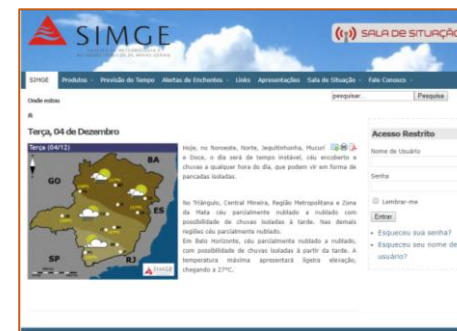 SIMGE
SALA DE SITUAÇÃO
SIMGE Produtos Previsão do Tempo Alertas de Enchentes Links Apresentações Sala de Situação Fale Conosco
pesquisar... Pesquisa
Onde estou
Terça, 04 de Dezembro
Terça (04/12)
BA
GO
ES
SP
RJ
SIMGE
Hoje, no Noroeste, Norte, Jequitinhonha, Mucuri
e Doce, o dia será de tempo instável, céu encoberto e
chuvas a qualquer hora do dia, que podem vir em forma de
pancadas isoladas.
No Triângulo, Central Mineira, Região Metropolitana e Zona
da Mata céu parcialmente nublado a nublado com
possibilidade de chuvas isoladas à tarde. Nas demais
regiões céu parcialmente nublado.
Em Belo Horizonte, céu parcialmente nublado a nublado,
com possibilidade de chuvas isoladas à partir da tarde. A
temperatura máxima apresentará ligeira elevação,
chegando a 27ºC.
Acesso Restrito
Nome de Usuário
Senha
Lembrar-me
Entrar
Esqueceu sua senha?
Esqueceu seu nome de
usuário?